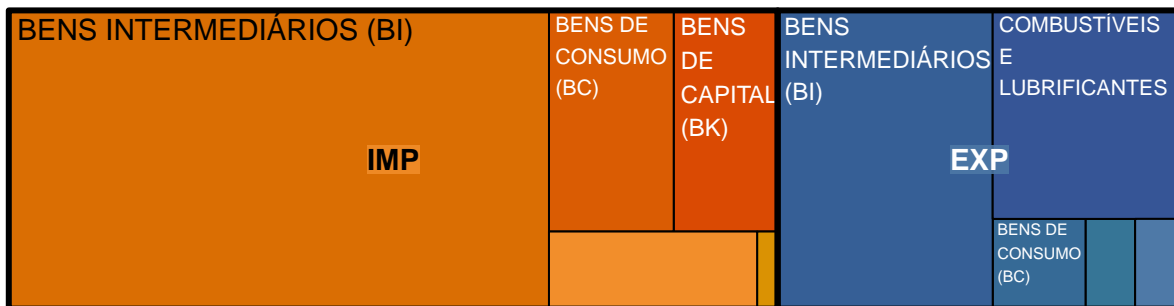 BENS INTERMEDIÁRIOS (BI)
BENS DE
CONSUMO
(BC)
BENS
DE
CAPITAL
(BK)
IMP
BENS
INTERMEDIÁRIOS
(BI)
COMBUSTÍVEIS
E
LUBRIFICANTES
EXP
BENS DE
CONSUMO
(BC)